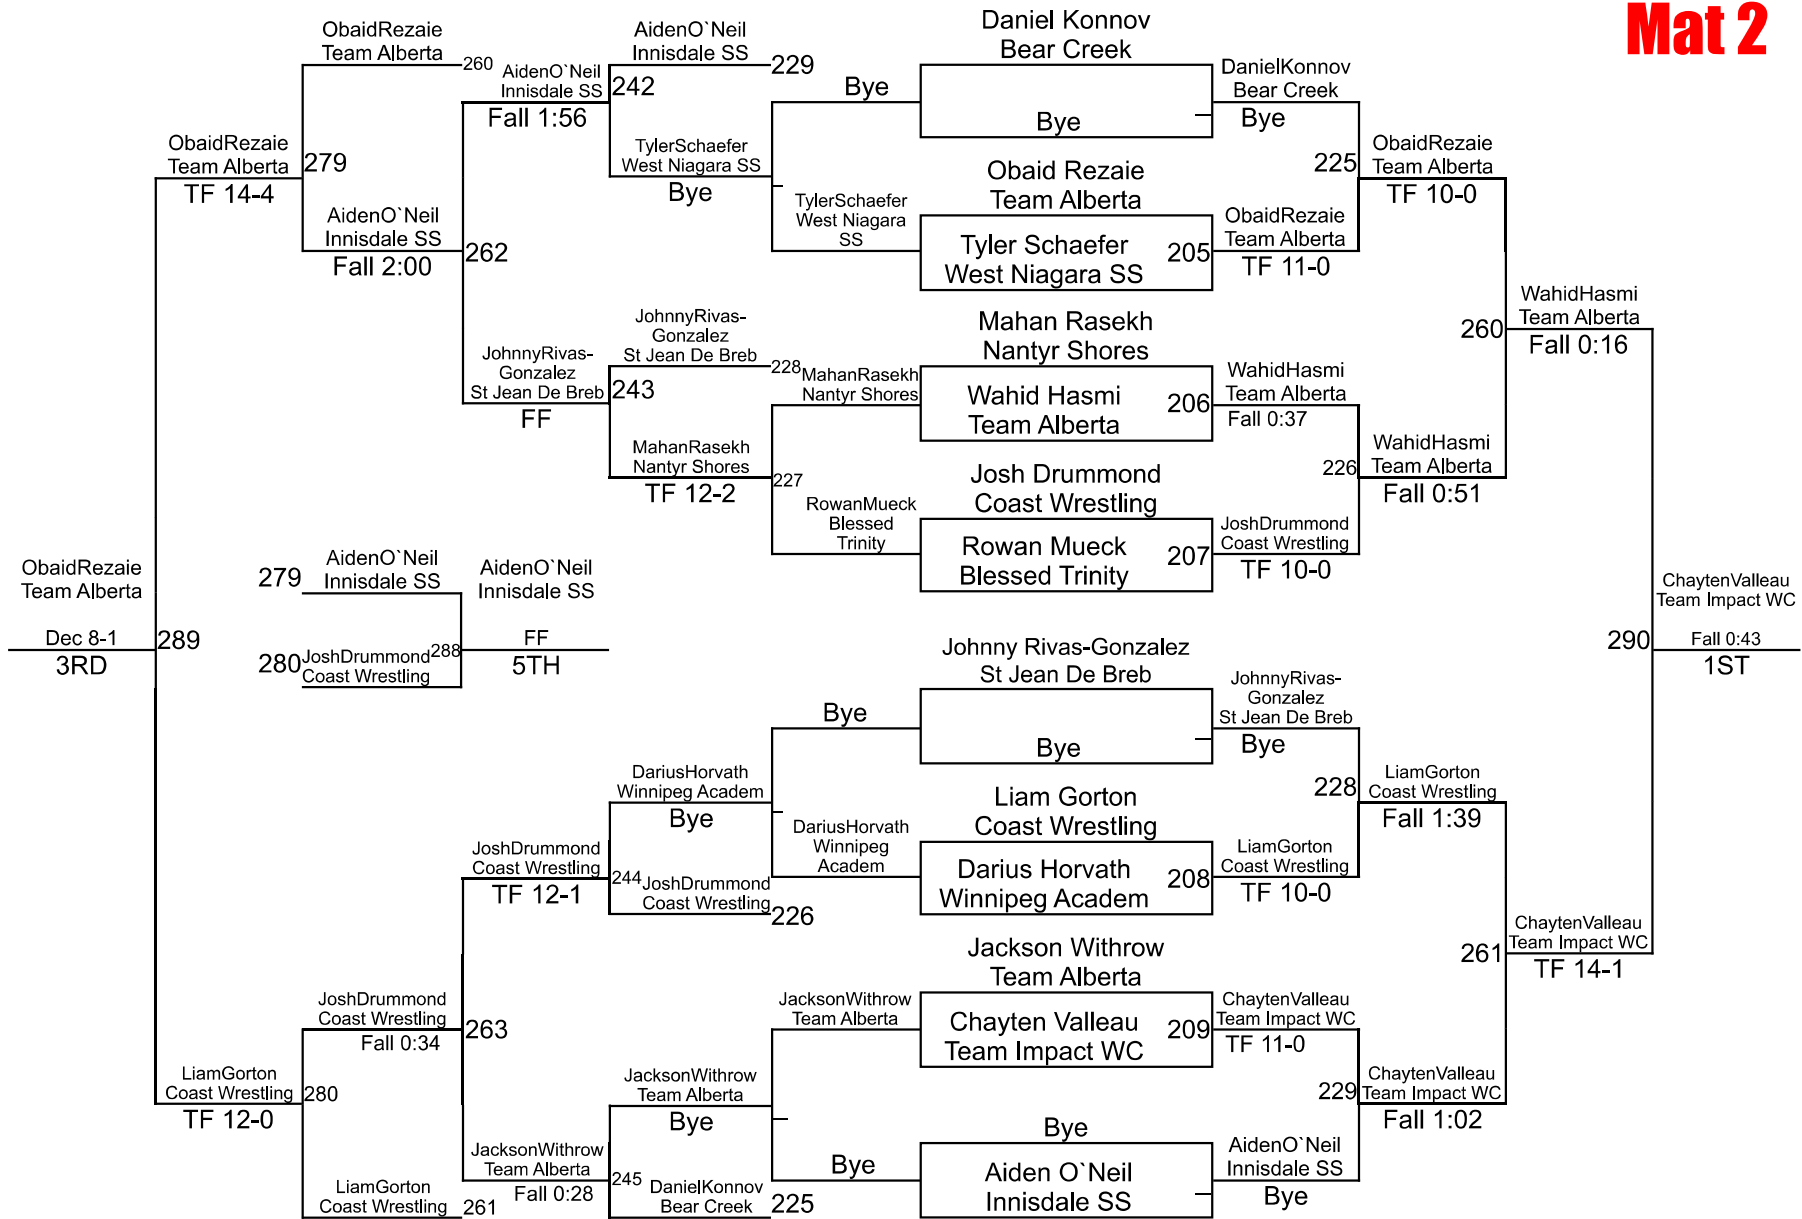 Mat 2
ObaidRezaie
Team Alberta
260
AidenO`Neil
Innisdale SS
229
Daniel Konnov
Bear Creek
AidenO`Neil
Innisdale SS
242
Fall 1:56
Bye
Bye
DanielKonnov
Bear Creek
Bye
ObaidRezaie
Team Alberta
279
TF 14-4
TylerSchaefer
West Niagara SS
Bye
225
ObaidRezaie
Team Alberta
TF 10-0
Obaid Rezaie
Team Alberta
AidenO`Neil
Innisdale SS
Fall 2:00
262
TylerSchaefer
West Niagara
SS
Tyler Schaefer
West Niagara SS
205
ObaidRezaie
Team Alberta
TF 11-0
WahidHasmi
Team Alberta
260
Fall 0:16
JohnnyRivas-
Gonzalez
St Jean De Breb
228
Mahan Rasekh
Nantyr Shores
JohnnyRivas-
Gonzalez
St Jean De Breb
243
FF
MahanRasekh
Nantyr Shores
Wahid Hasmi
Team Alberta
206
WahidHasmi
Team Alberta
Fall 0:37
MahanRasekh
Nantyr Shores
TF 12-2
227
226
WahidHasmi
Team Alberta
Fall 0:51
Josh Drummond
Coast Wrestling
RowanMueck
Blessed
Trinity
Rowan Mueck
Blessed Trinity
207
JoshDrummond
Coast Wrestling
TF 10-0
ObaidRezaie
Team Alberta
Dec 8-1
3RD
289
279
AidenO`Neil
Innisdale SS
280
JoshDrummond
Coast Wrestling
288
AidenO`Neil
Innisdale SS
FF
5TH
290
ChaytenValleau
Team Impact WC
Fall 0:43
1ST
Johnny Rivas-Gonzalez
St Jean De Breb
Bye
Bye
JohnnyRivas-
Gonzalez
St Jean De Breb
Bye
DariusHorvath
Winnipeg Academ
Bye
228
LiamGorton
Coast Wrestling
Fall 1:39
Liam Gorton
Coast Wrestling
JoshDrummond
Coast Wrestling
TF 12-1
244
JoshDrummond
Coast Wrestling
226
DariusHorvath
Winnipeg
Academ
Darius Horvath
Winnipeg Academ
208
LiamGorton
Coast Wrestling
TF 10-0
261
ChaytenValleau
Team Impact WC
TF 14-1
Jackson Withrow
Team Alberta
JoshDrummond
Coast Wrestling
Fall 0:34
263
JacksonWithrow
Team Alberta
Chayten Valleau
Team Impact WC
209
ChaytenValleau
Team Impact WC
TF 11-0
LiamGorton
Coast Wrestling
280
TF 12-0
JacksonWithrow
Team Alberta
Bye
229
ChaytenValleau
Team Impact WC
Fall 1:02
JacksonWithrow
Team Alberta
Fall 0:28
245
Bye
Bye
Aiden O`Neil
Innisdale SS
AidenO`Neil
Innisdale SS
Bye
LiamGorton
Coast Wrestling
261
DanielKonnov
Bear Creek
225